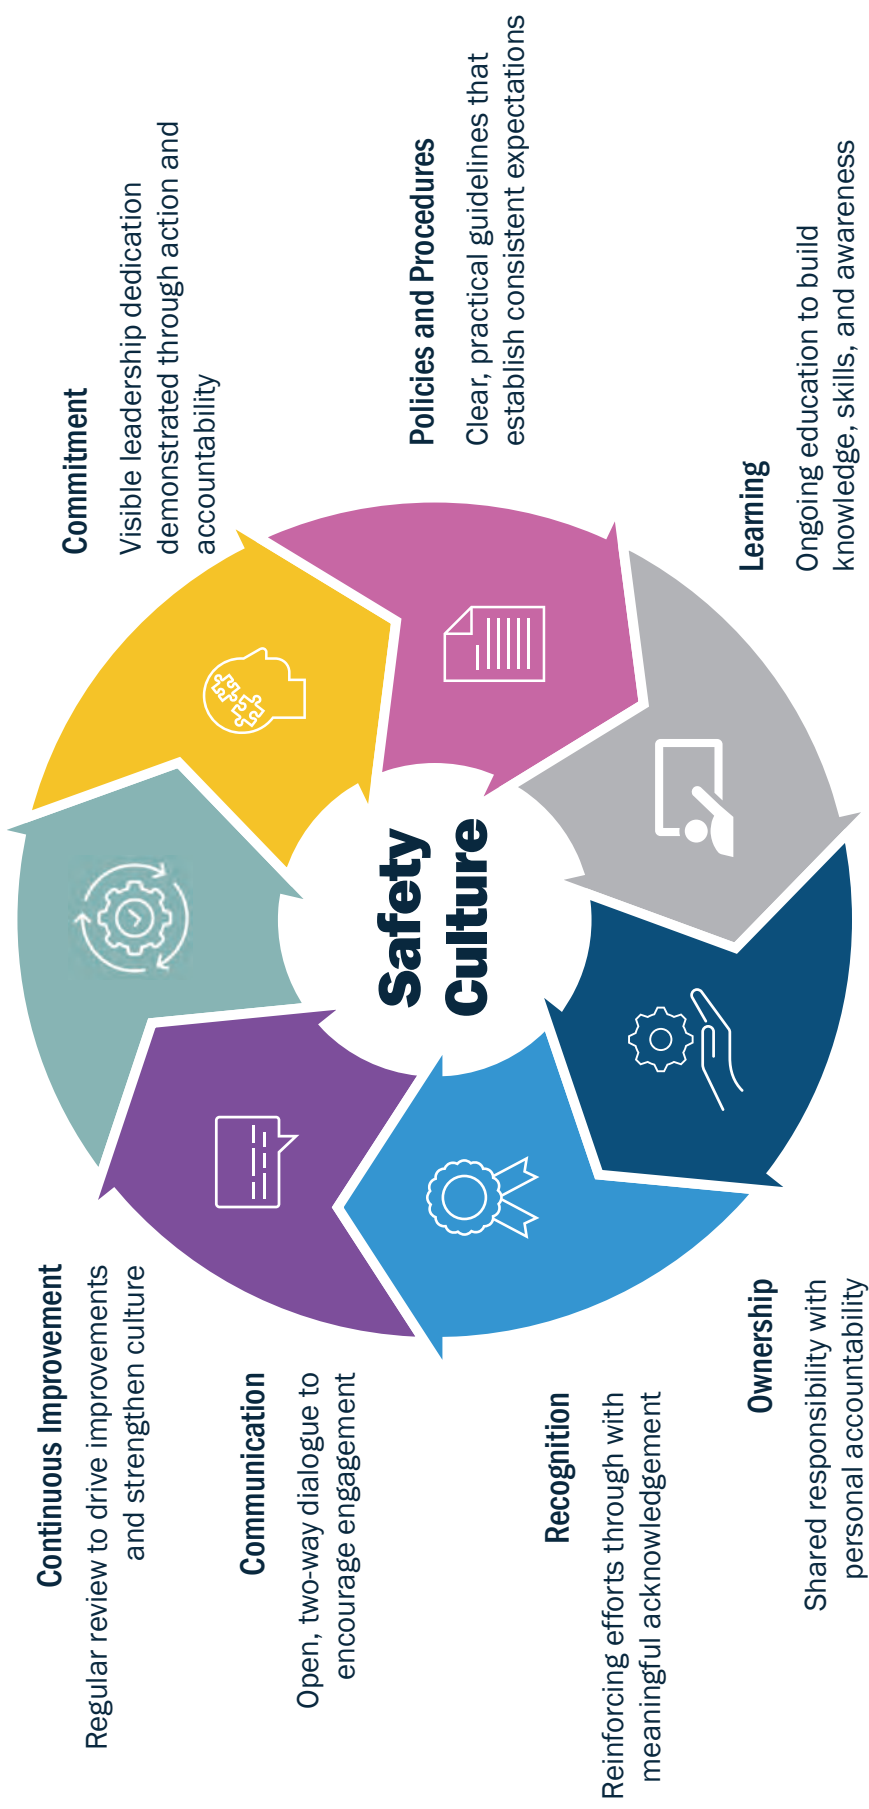 Safety
Culture
Commitment
Visible leadership dedication
demonstrated through action and
accountability
Policies and Procedures
Clear, practical guidelines that
establish consistent expectations
Learning
Ongoing education to build
knowledge, skills, and awareness
Ownership
Shared responsibility with
personal accountability
Recognition
Reinforcing efforts through with
meaningful acknowledgement
Communication
Open, two-way dialogue to
encourage engagement
Continuous Improvement
Regular review to drive improvements
and strengthen culture